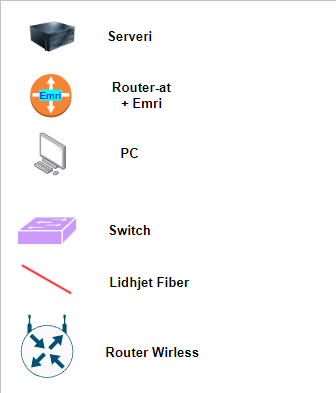 Serveri
Emri
Router-at
+ Emri
PC
Switch
Lidhjet Fiber
Router Wirless